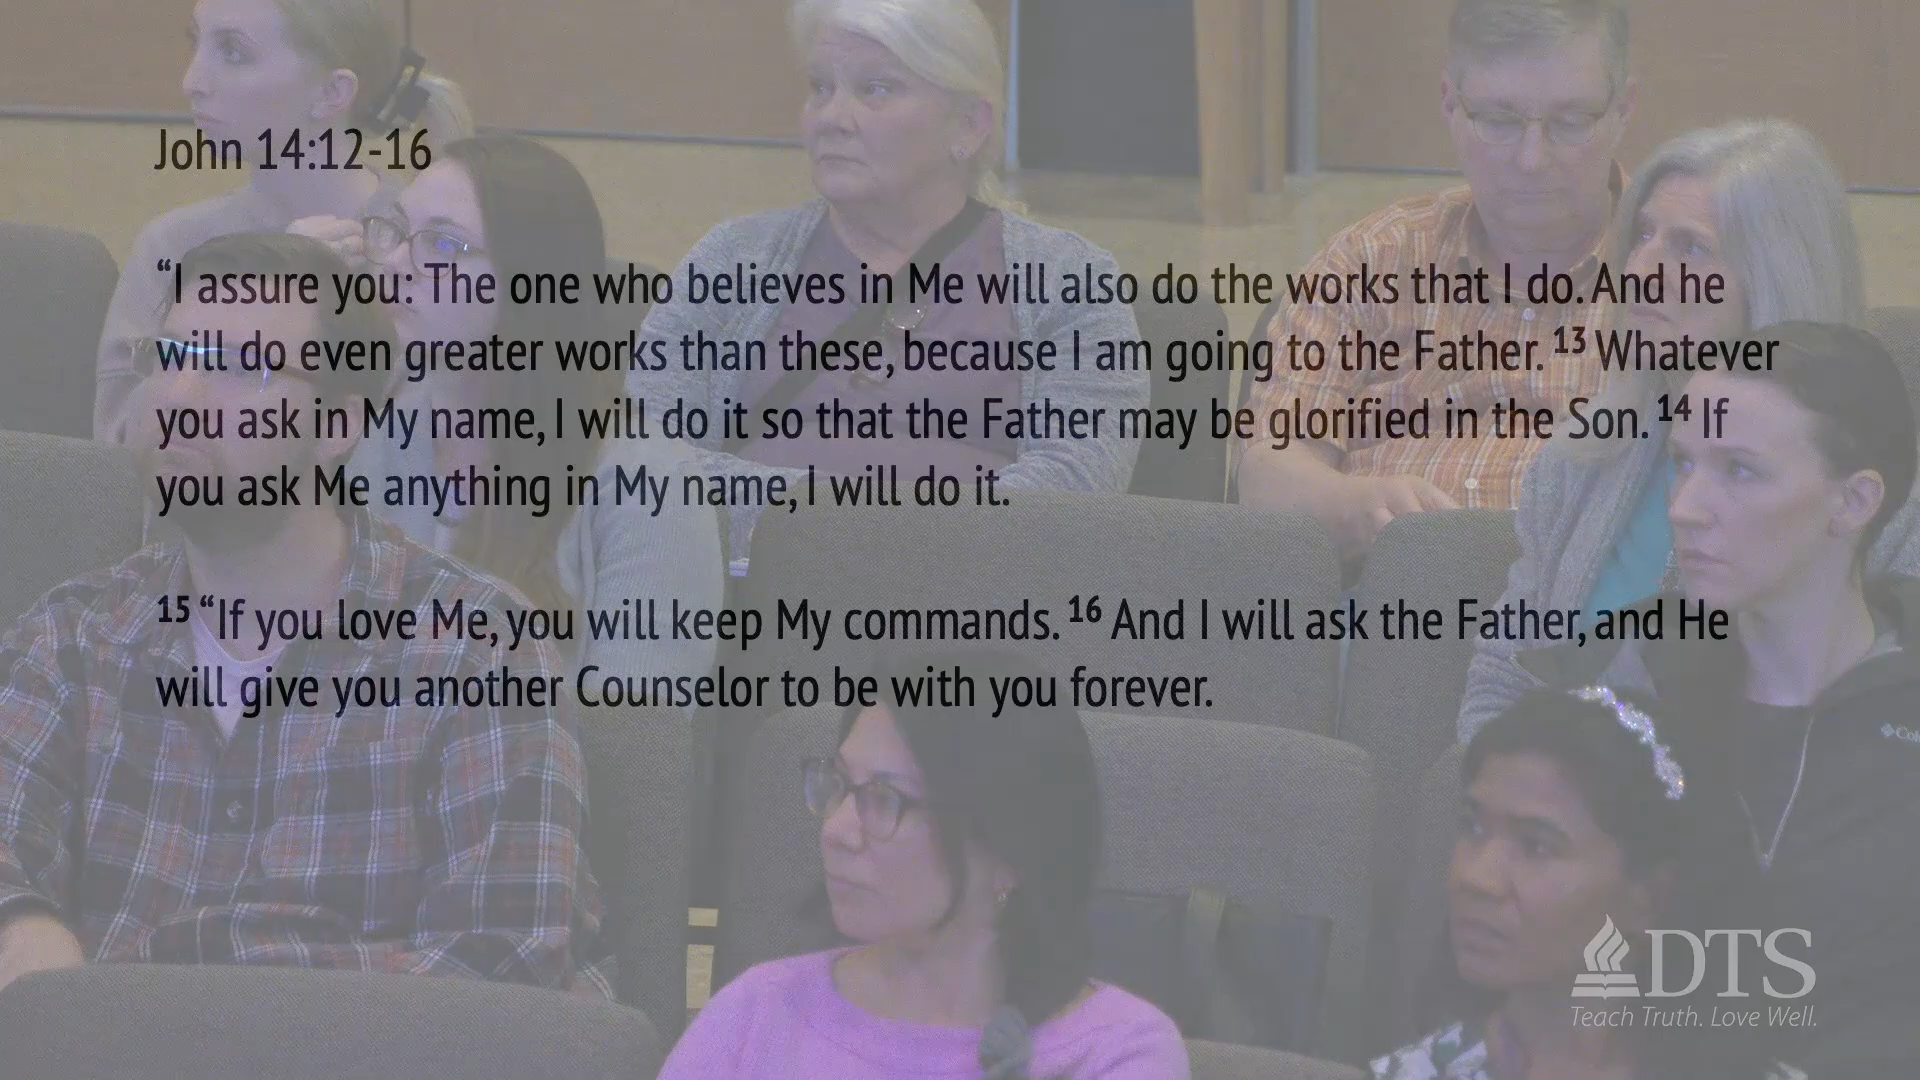 John 14:12-16
“I assure you: The one who believes in Me will also do the works that I do. And he
will do even greater works than these, because I am going to the Father. 13 Whatever
you ask in My name, I will do it so that the Father may be glorified in the Son. 14 If
you ask Me anything in My name, I will do it.
15 “If you love Me, you will keep My commands. 16 And I will ask the Father, and He
will give you another Counselor to be with you forever.
DTS
Teach Truth. Love Well.